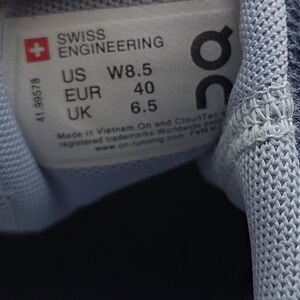 SWISS
ENGINEERING
US W8.5
EUR 40
UK 6.5
41.99578
Made in Vietnam. On and CloudTec
registered trademarks. Worldwide
www.on-running.com.